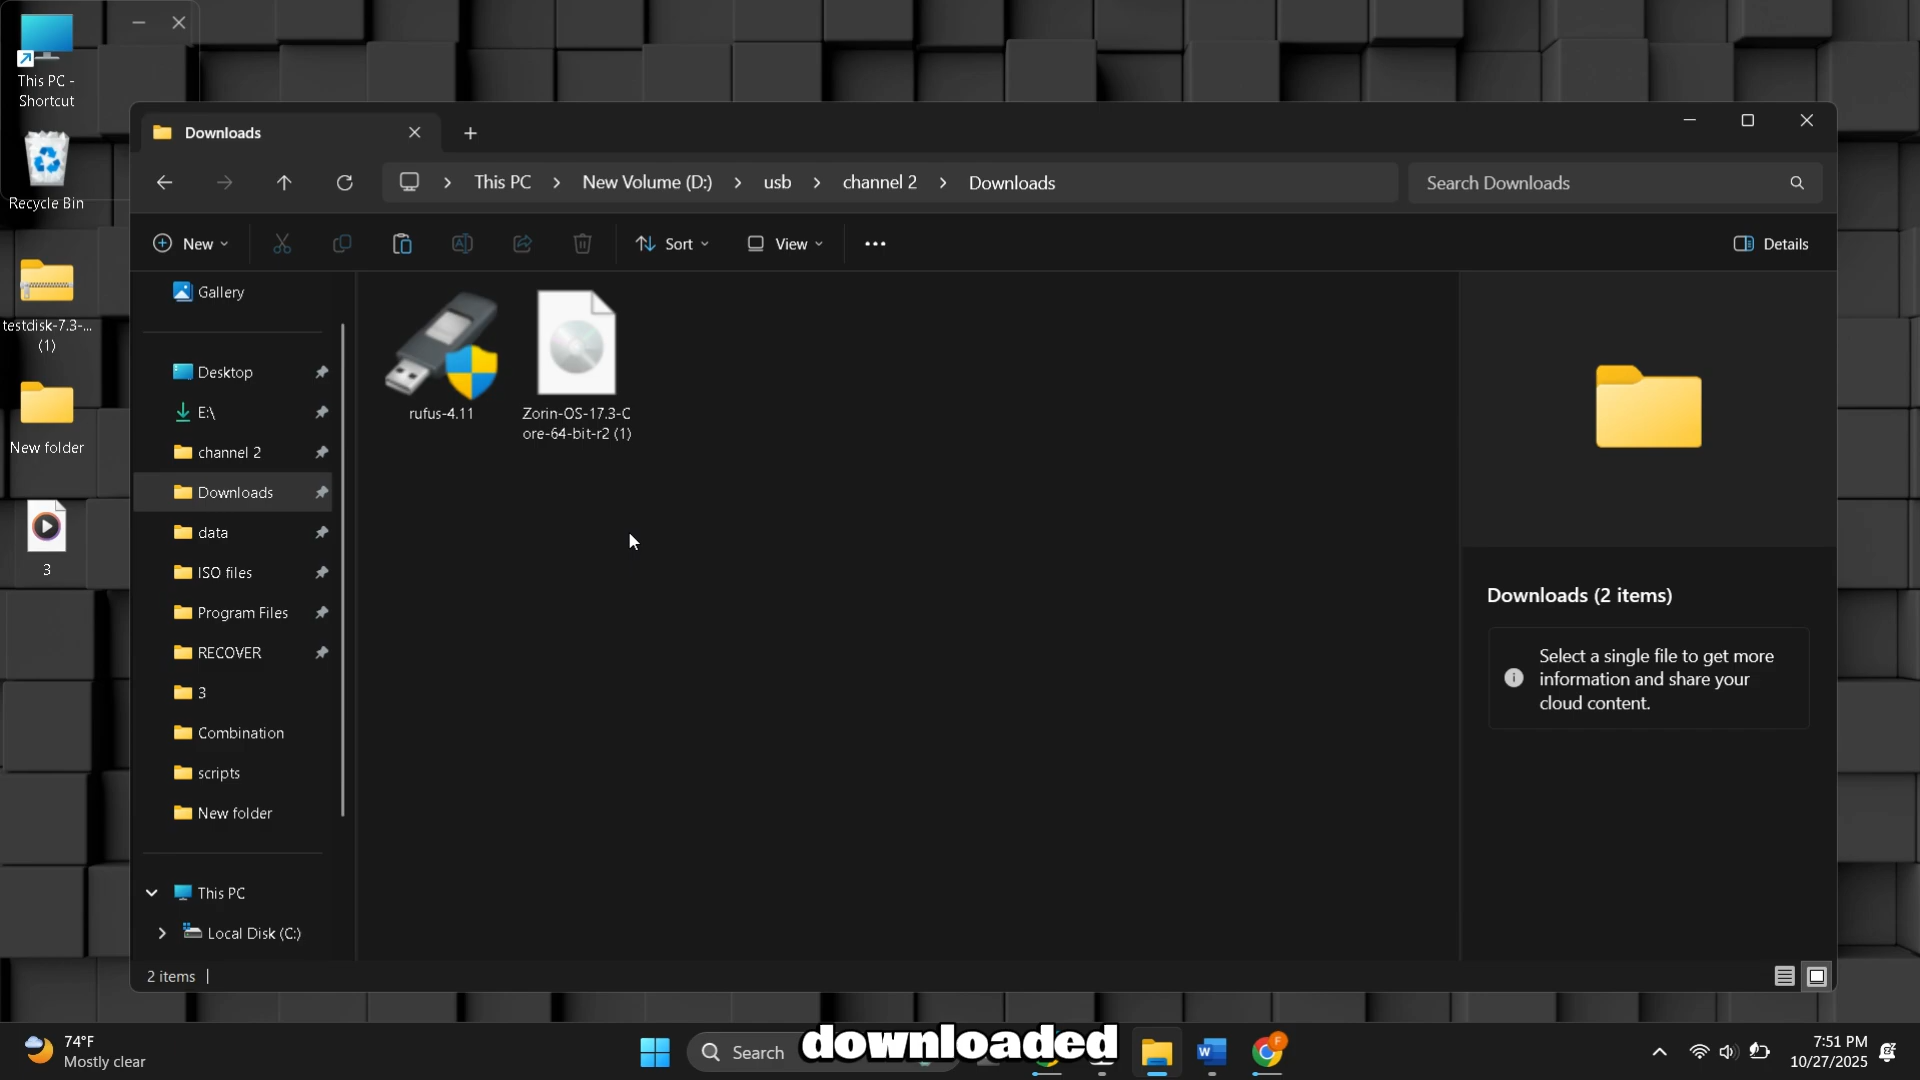 This PC -
Shortcut
Recycle Bin
testdisk-7.3-...
(1)
New folder
3
Downloads
This PC
New Volume (D:)
usb
channel 2
Downloads
Search Downloads
New
Sort
View
Details
Gallery
Desktop
E:\
channel 2
Downloads
data
ISO files
Program Files
RECOVER
3
Combination
scripts
New folder
This PC
Local Disk (C:)
rufus-4.11
Zorin-OS-17.3-C
ore-64-bit-r2 (1)
Downloads (2 items)
Select a single file to get more
information and share your
cloud content.
2 items
74°F
Mostly clear
Search
downloaded
7:51 PM
10/27/2025